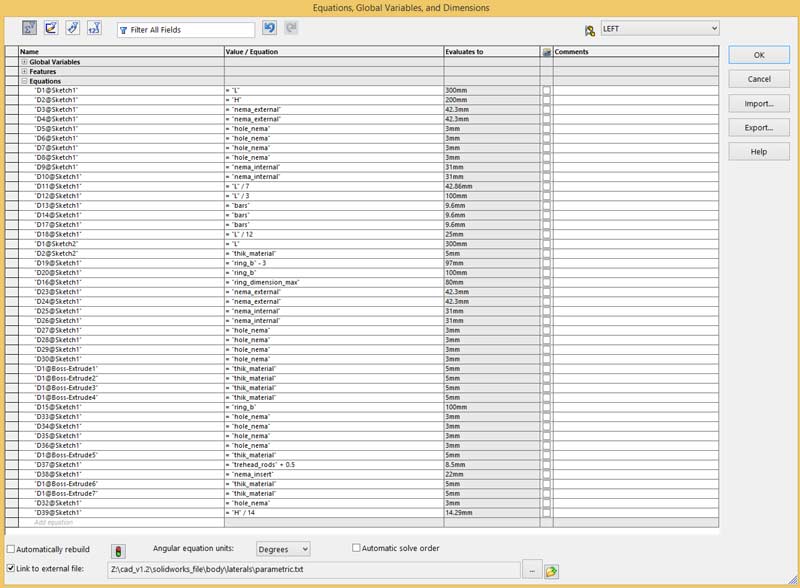 Equations, Global Variables, and Dimensions
Filter All Fields LEFT
Name Value / Equation Evaluates to Comments
Global Variables
Features
Equations
"D1@Sketch1" = "L" 300mm
"D2@Sketch1" = "H" 200mm
"D3@Sketch1" = "nema_external" 42.3mm
"D4@Sketch1" = "nema_external" 42.3mm
"D5@Sketch1" = "hole_nema" 3mm
"D6@Sketch1" = "hole_nema" 3mm
"D7@Sketch1" = "hole_nema" 3mm
"D8@Sketch1" = "hole_nema" 3mm
"D9@Sketch1" = "nema_internal" 31mm
"D10@Sketch1" = "nema_internal" 31mm
"D11@Sketch1" = "L" / 7 42.86mm
"D12@Sketch1" = "L" / 3 100mm
"D13@Sketch1" = "bars" 9.6mm
"D14@Sketch1" = "bars" 9.6mm
"D17@Sketch1" = "bars" 9.6mm
"D18@Sketch1" = "L" / 12 25mm
"D1@Sketch2" = "L" 300mm
"D2@Sketch2" = "thik_material" 5mm
"D19@Sketch1" = "ring_b" - 3 97mm
"D20@Sketch1" = "ring_b" 100mm
"D16@Sketch1" = "ring_dimension_max" 80mm
"D23@Sketch1" = "nema_external" 42.3mm
"D24@Sketch1" = "nema_external" 42.3mm
"D25@Sketch1" = "nema_internal" 31mm
"D26@Sketch1" = "nema_internal" 31mm
"D27@Sketch1" = "hole_nema" 3mm
"D28@Sketch1" = "hole_nema" 3mm
"D29@Sketch1" = "hole_nema" 3mm
"D30@Sketch1" = "hole_nema" 3mm
"D1@Boss-Extrude1" = "thik_material" 5mm
"D1@Boss-Extrude2" = "thik_material" 5mm
"D1@Boss-Extrude3" = "thik_material" 5mm
"D1@Boss-Extrude4" = "thik_material" 5mm
"D15@Sketch1" = "ring_b" 100mm
"D33@Sketch1" = "hole_nema" 3mm
"D34@Sketch1" = "hole_nema" 3mm
"D35@Sketch1" = "hole_nema" 3mm
"D36@Sketch1" = "hole_nema" 3mm
"D1@Boss-Extrude5" = "thik_material" 5mm
"D37@Sketch1" = "trehead_rods" + 0.5 8.5mm
"D38@Sketch1" = "nema_insert" 22mm
"D1@Boss-Extrude6" = "thik_material" 5mm
"D1@Boss-Extrude7" = "thik_material" 5mm
"D32@Sketch1" = "hole_nema" 3mm
"D39@Sketch1" = "H" / 14 14.29mm
Add equation
OK
Cancel
Import...
Export...
Help
Automatically rebuild Angular equation units: Degrees Automatic solve order
Link to external file: Z:\cad_v1.2\solidworks_file\body\laterals\parametric.txt ...